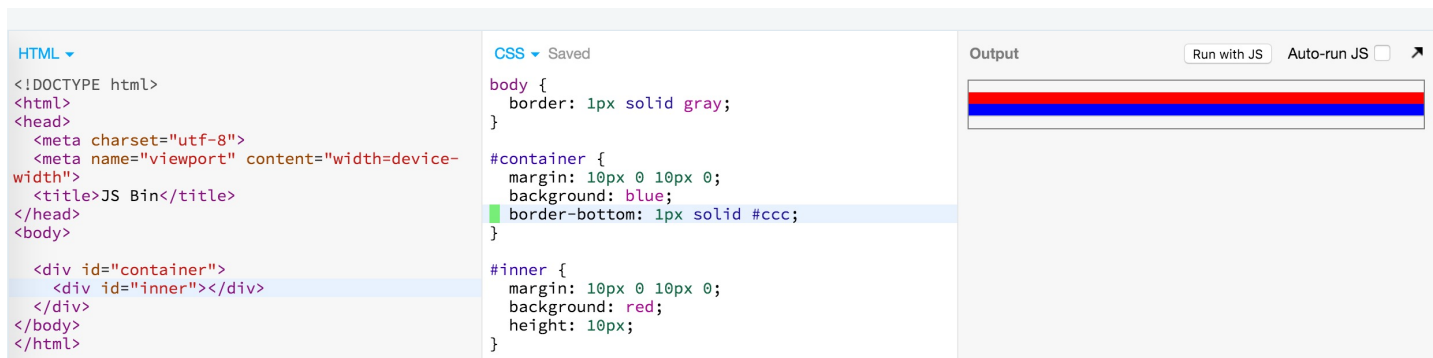 HTML
<!DOCTYPE html>
<html>
<head>
<meta charset="utf-8">
<meta name="viewport" content="width=device-
width">
<title>JS Bin</title>
</head>
<body>
<div id="container">
<div id="inner"></div>
</div>
</body>
</html>
CSS Saved
body {
border: 1px solid gray;
}
#container {
margin: 10px 0 10px 0;
background: blue;
border-bottom: 1px solid #ccc;
}
#inner {
margin: 10px 0 10px 0;
background: red;
height: 10px;
}
Output Run with JS Auto-run JS